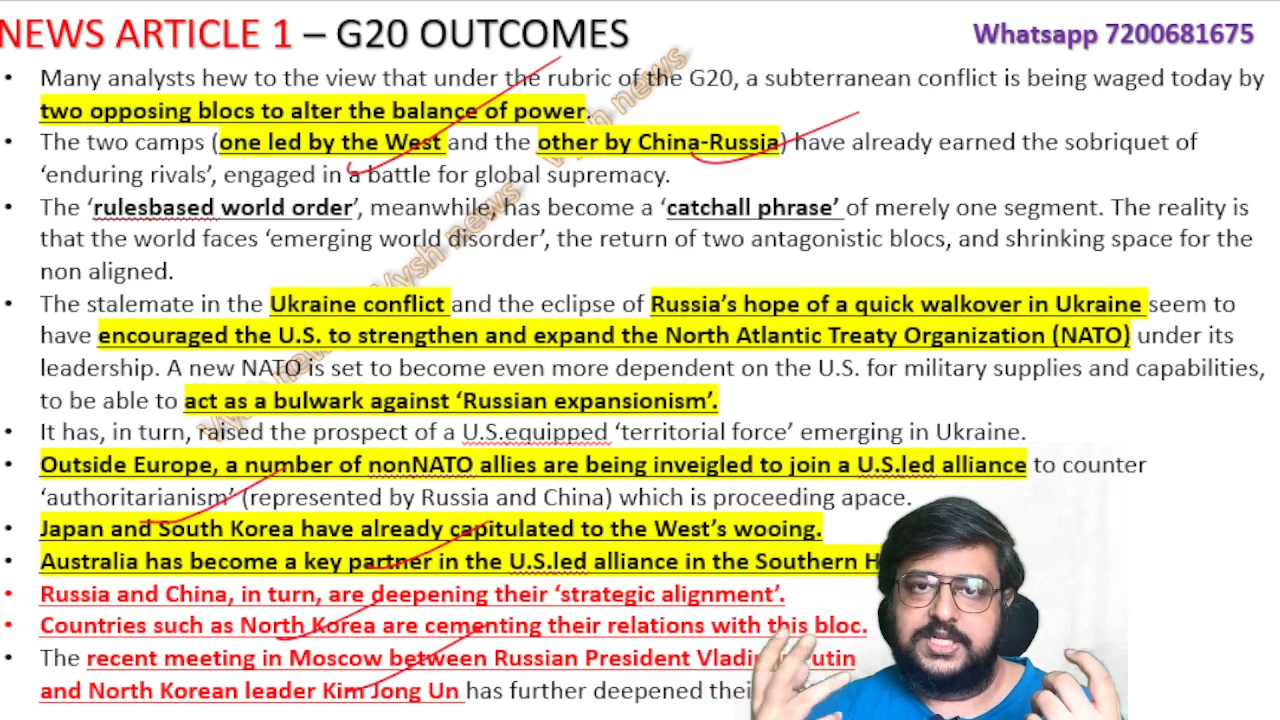 NEWS ARTICLE 1 – G20 OUTCOMES
Whatsapp 7200681675
• Many analysts hew to the view that under the rubric of the G20, a subterranean conflict is being waged today by
two opposing blocs to alter the balance of power.
• The two camps (one led by the West and the other by China-Russia) have already earned the sobriquet of
‘enduring rivals’, engaged in a battle for global supremacy.
• The ‘rulesbased world order’, meanwhile, has become a ‘catchall phrase’ of merely one segment. The reality is
that the world faces ‘emerging world disorder’, the return of two antagonistic blocs, and shrinking space for the
non aligned.
• The stalemate in the Ukraine conflict and the eclipse of Russia’s hope of a quick walkover in Ukraine seem to
have encouraged the U.S. to strengthen and expand the North Atlantic Treaty Organization (NATO) under its
leadership. A new NATO is set to become even more dependent on the U.S. for military supplies and capabilities,
to be able to act as a bulwark against ‘Russian expansionism’.
• It has, in turn, raised the prospect of a U.S.equipped ‘territorial force’ emerging in Ukraine.
• Outside Europe, a number of nonNATO allies are being inveigled to join a U.S.led alliance to counter
‘authoritarianism’ (represented by Russia and China) which is proceeding apace.
• Japan and South Korea have already capitulated to the West’s wooing.
• Australia has become a key partner in the U.S.led alliance in the Southern H
• Russia and China, in turn, are deepening their ‘strategic alignment’.
• Countries such as North Korea are cementing their relations with this bloc.
• The recent meeting in Moscow between Russian President Vladi utin
and North Korean leader Kim Jong Un has further deepened thei
Vysh news Vysh news Vysh news